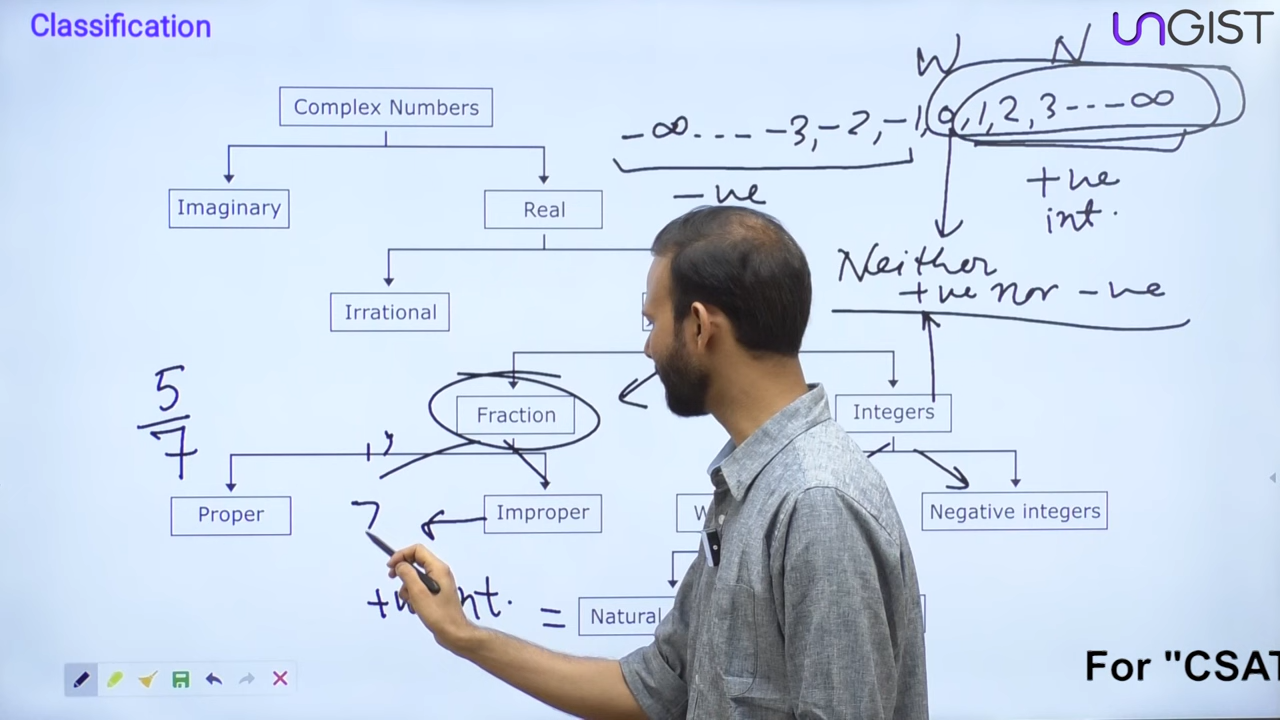 Classification
UNGIST
W N
-∞ ---- -3, -2, -1, 0, 1, 2, 3 ---- ∞
Complex Numbers
-ve
+ve
int.
Imaginary
Real
Neither
+ve nor -ve
Irrational
5
7
Fraction
Integers
Proper
7
Improper
Negative integers
int. = Natural
For "CSAT